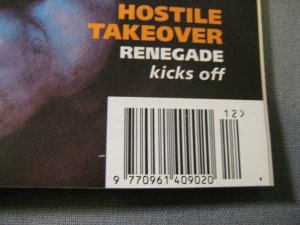 HOSTILE
TAKEOVER
RENEGADE
kicks off
12>
9 770961 409020